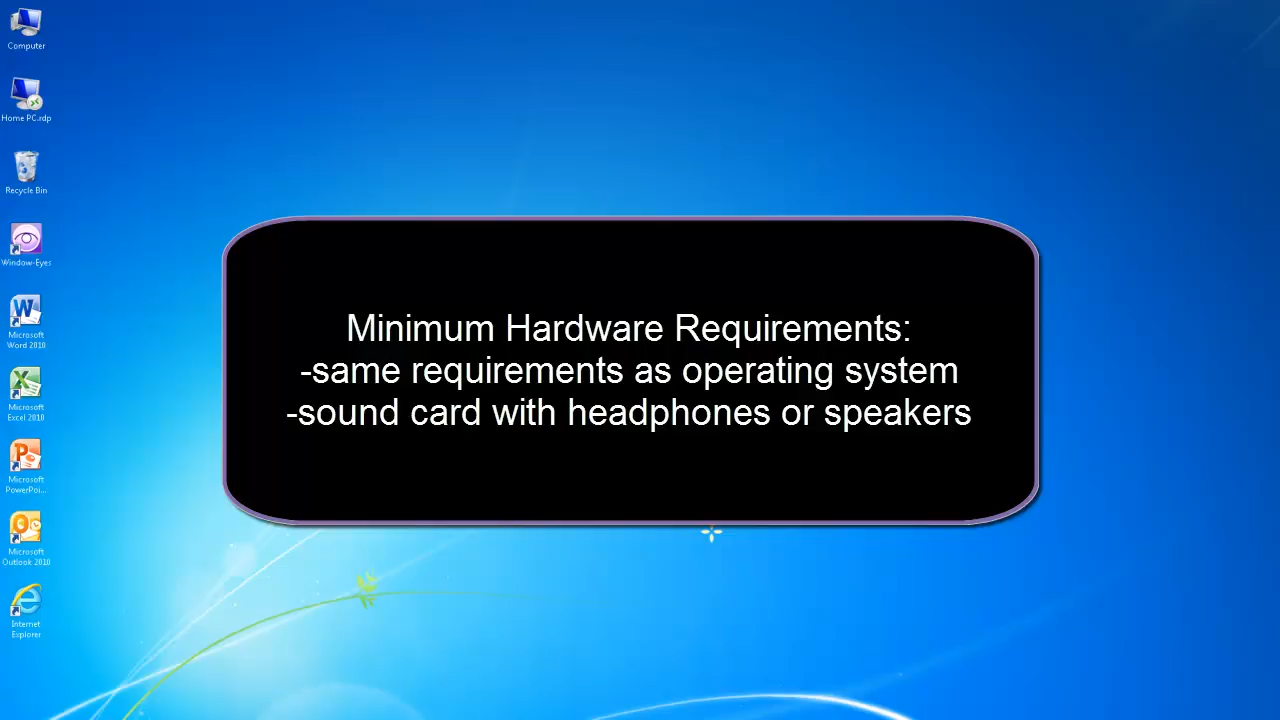 Computer
Home PC.rdp
Recycle Bin
Window-Eyes
Microsoft
Word 2010
Microsoft
Excel 2010
Microsoft
PowerPoi...
Microsoft
Outlook 2010
Internet
Explorer
Minimum Hardware Requirements:
-same requirements as operating system
-sound card with headphones or speakers